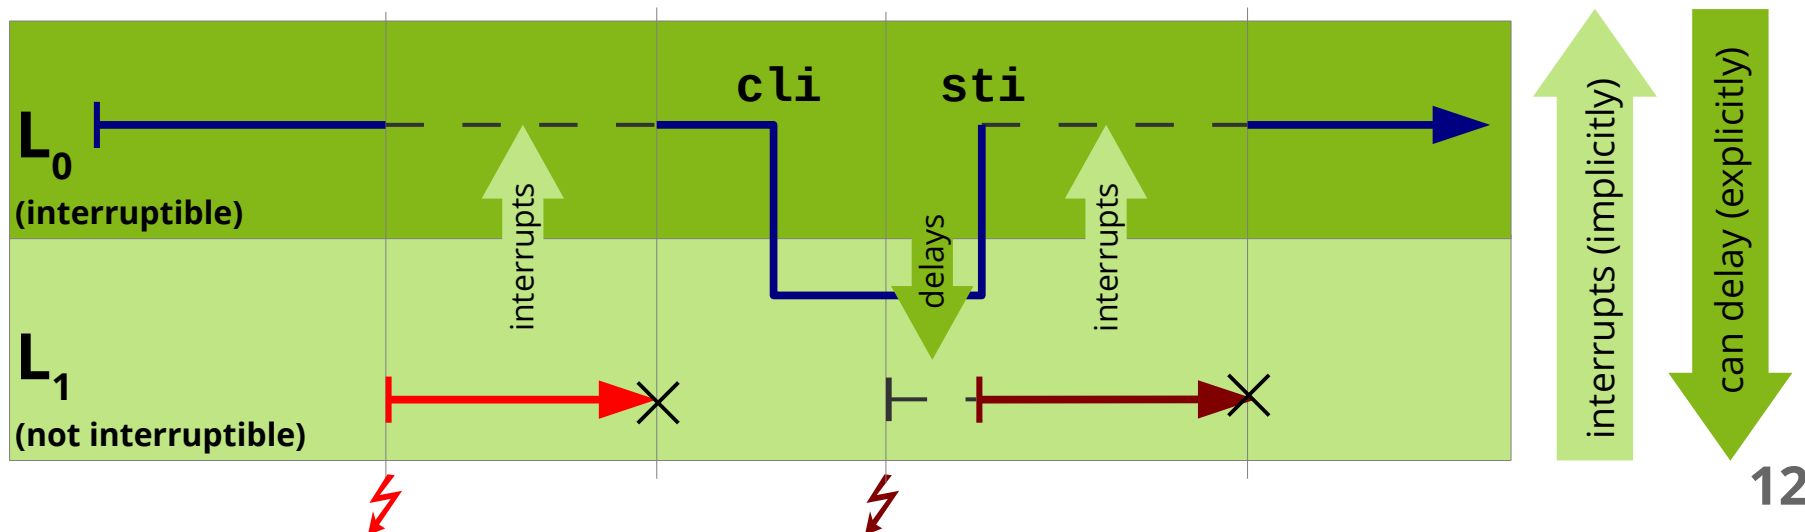 cli
sti
L0
(interruptible)
interrupts
delays
interrupts
L1
(not interruptible)
interrupts (implicitly)
can delay (explicitly)
12